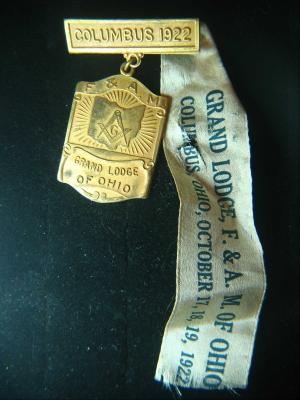 COLUMBUS 1922
F & A M
G
GRAND LODGE
OF OHIO
GRAND LODGE, F. & A. M. OF OHIO
COLUMBUS, OHIO, OCTOBER 17, 18, 19, 1922